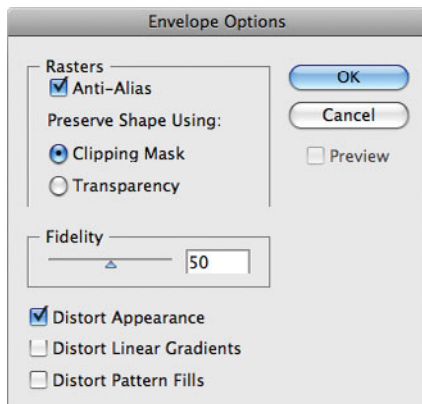 Envelope Options
Rasters
Anti-Alias
Preserve Shape Using:
Clipping Mask
Transparency
OK
Cancel
Preview
Fidelity
50
Distort Appearance
Distort Linear Gradients
Distort Pattern Fills